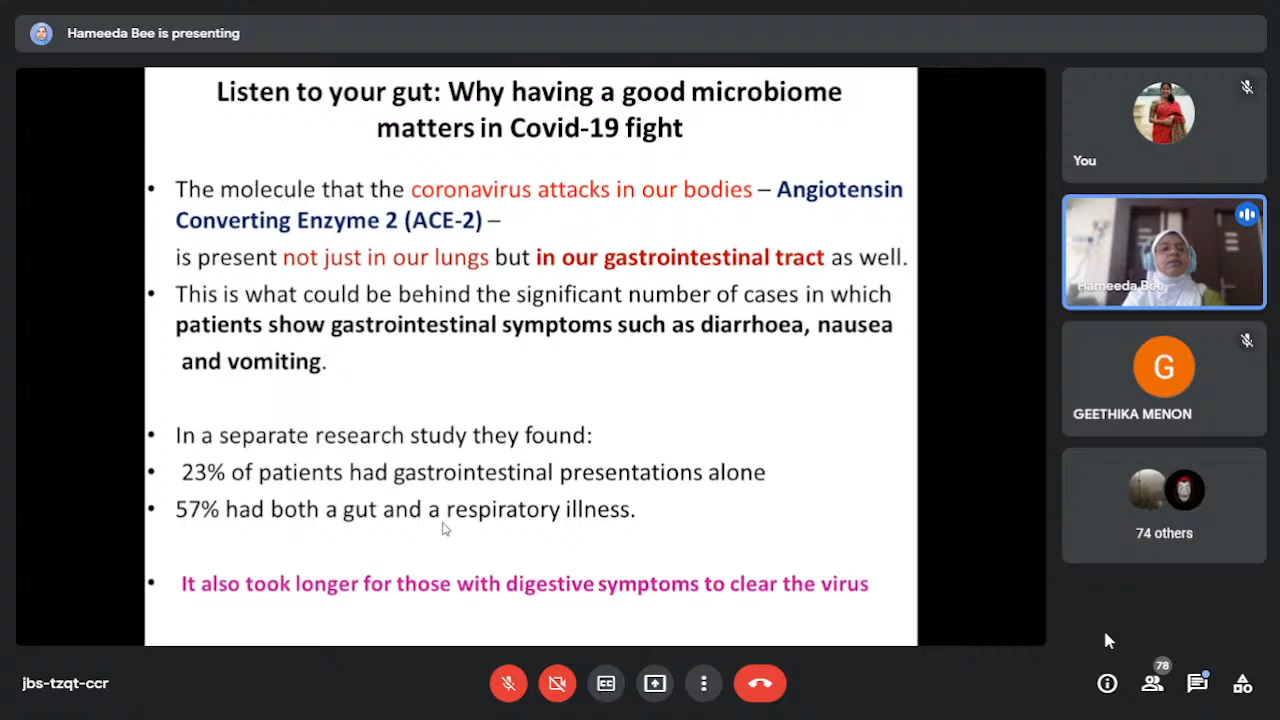 Hameeda Bee is presenting
Listen to your gut: Why having a good microbiome
matters in Covid-19 fight
• The molecule that the coronavirus attacks in our bodies – Angiotensin
Converting Enzyme 2 (ACE-2) –
is present not just in our lungs but in our gastrointestinal tract as well.
• This is what could be behind the significant number of cases in which
patients show gastrointestinal symptoms such as diarrhoea, nausea
and vomiting.
• In a separate research study they found:
• 23% of patients had gastrointestinal presentations alone
• 57% had both a gut and a respiratory illness.
• It also took longer for those with digestive symptoms to clear the virus
You
Hameeda Bee
G
GEETHIKA MENON
74 others
jbs-tzqt-ccr
CC
78